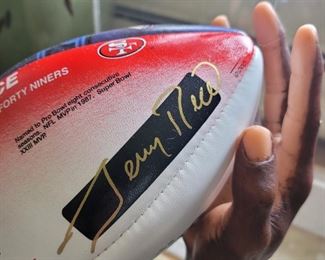 SF
CE
FORTY NINERS
Named to Pro Bowl eight consecutive
seasons. NFL MVP in 1987. Super Bowl
XXIII MVP.
Jerry Rice